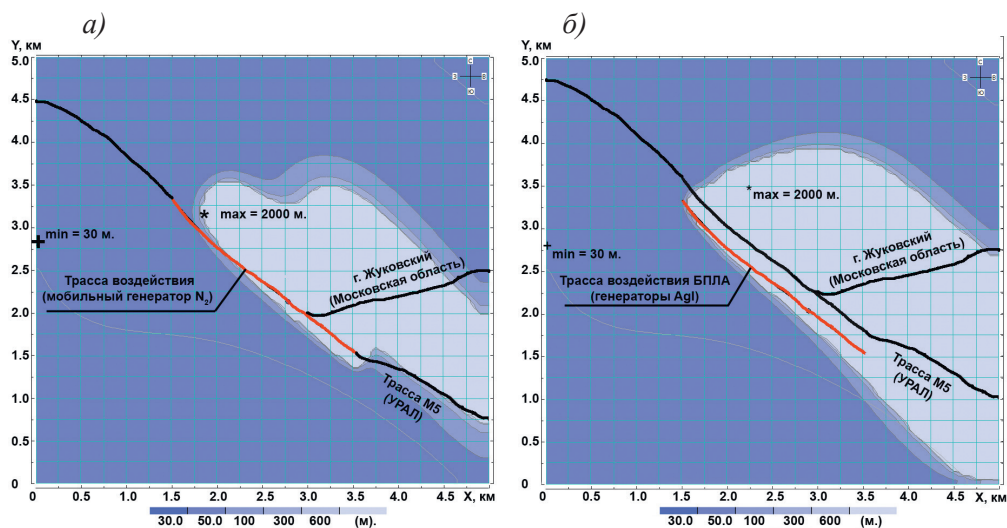 а)
Y, км
5.0
4.5
4.0
3.5
3.0
2.5
2.0
1.5
1.0
0.5
0
С
З
В
Ю
max = 2000 м.
min = 30 м.
Трасса воздействия
(мобильный генератор N2)
г. Жуковский
(Московская область)
Трасса М5
(УРАЛ)
0 0.5 1.0 1.5 2.0 2.5 3.0 3.5 4.0 4.5 X, км
30.0 50.0 100 300 600 (м).
б)
Y, км
5.0
4.5
4.0
3.5
3.0
2.5
2.0
1.5
1.0
0.5
0
С
З
В
Ю
max = 2000 м.
min = 30 м.
Трасса воздействия БПЛА
(генераторы AgI)
г. Жуковский
(Московская область)
Трасса М5
(УРАЛ)
0 0.5 1.0 1.5 2.0 2.5 3.0 3.5 4.0 4.5 X, км
30.0 50.0 100 300 600 (м.)